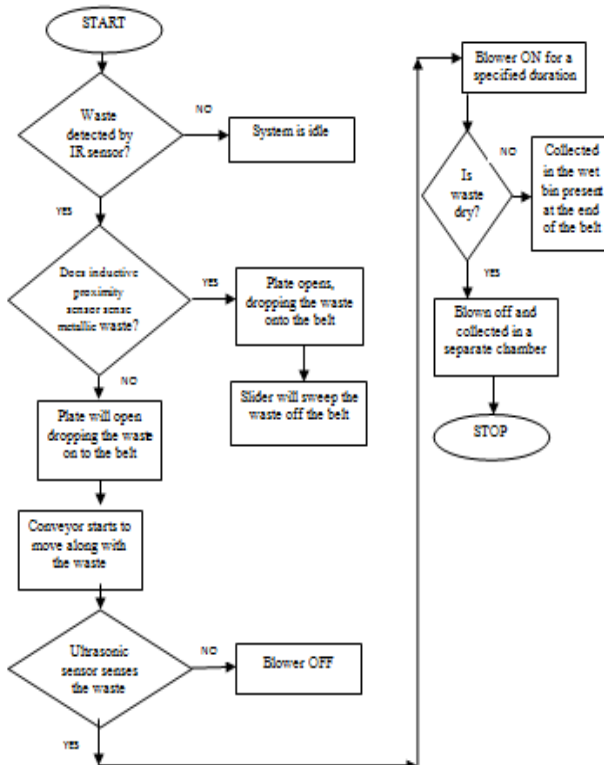 START
Waste
detected by
IR sensor?
NO
System is idle
YES
Does inductive
proximity
sensor sense
metallic waste?
YES
Plate opens,
dropping the waste
onto the belt
Slider will sweep the
waste off the belt
NO
Plate will open
dropping the waste
on to the belt
Conveyor starts to
move along with
the waste
Ultrasonic
sensor senses
the waste
NO
Blower OFF
YES
Blower ON for a
specified duration
Is
waste
dry?
NO
Collected
in the wet
bin present
at the end
of the belt
YES
Blown off and
collected in a
separate chamber
STOP